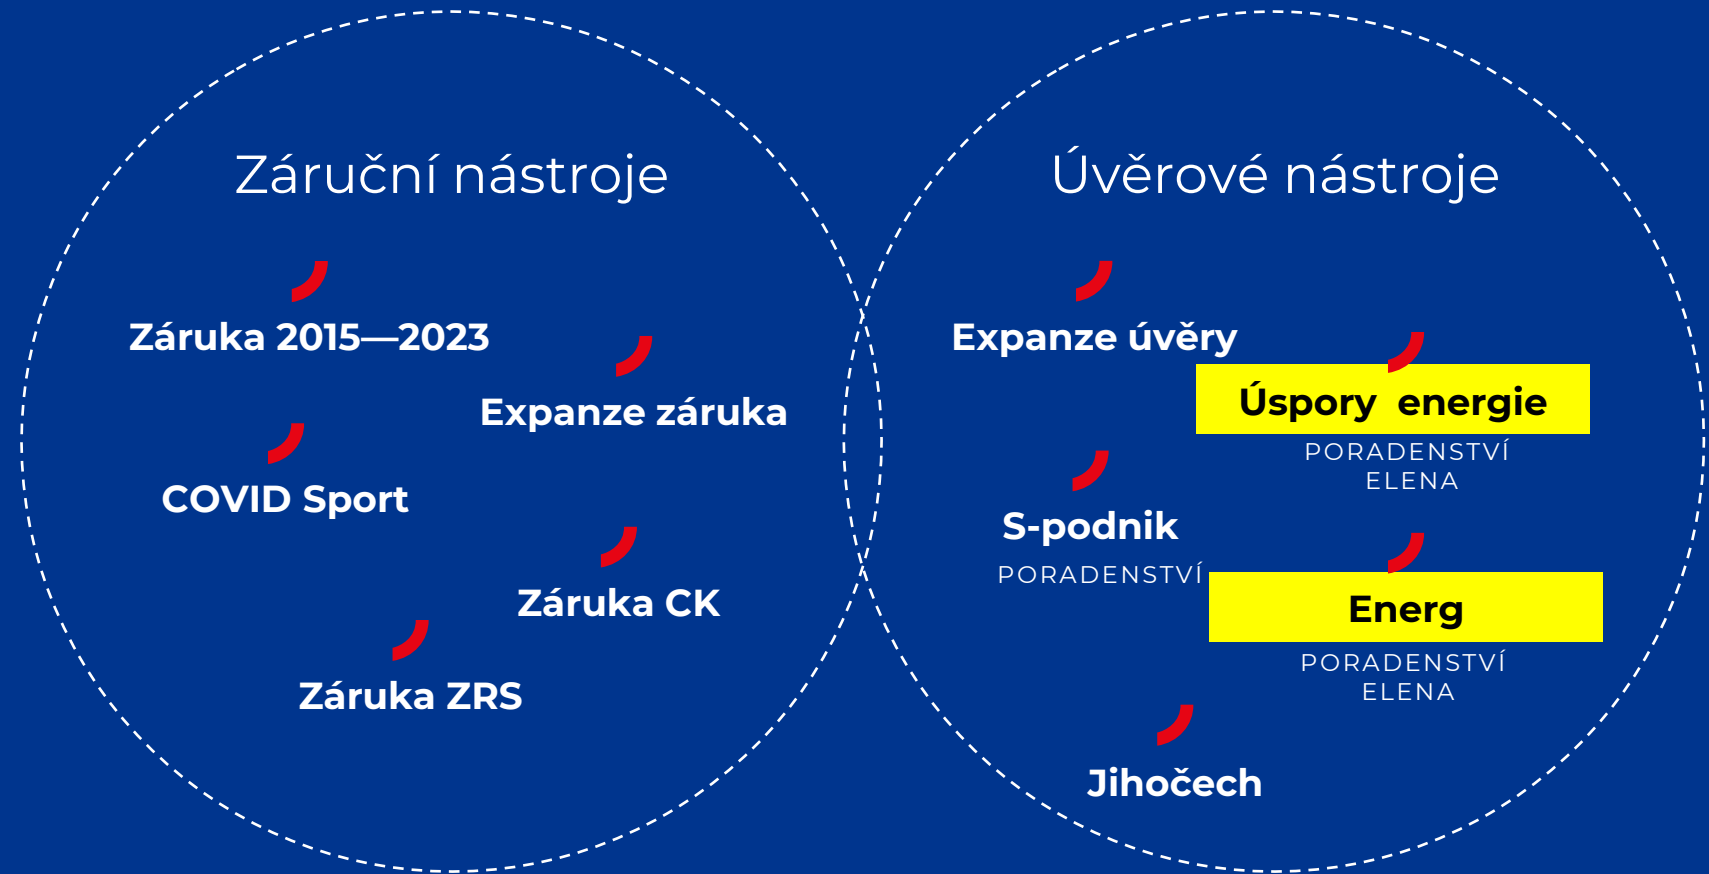 Záruční nástroje
Záruka 2015—2023
Expanze záruka
COVID Sport
Záruka CK
Záruka ZRS
Úvěrové nástroje
Expanze úvěry
Úspory energie
PORADENSTVÍ
ELENA
S-podnik
PORADENSTVÍ
Energ
PORADENSTVÍ
ELENA
Jihočech